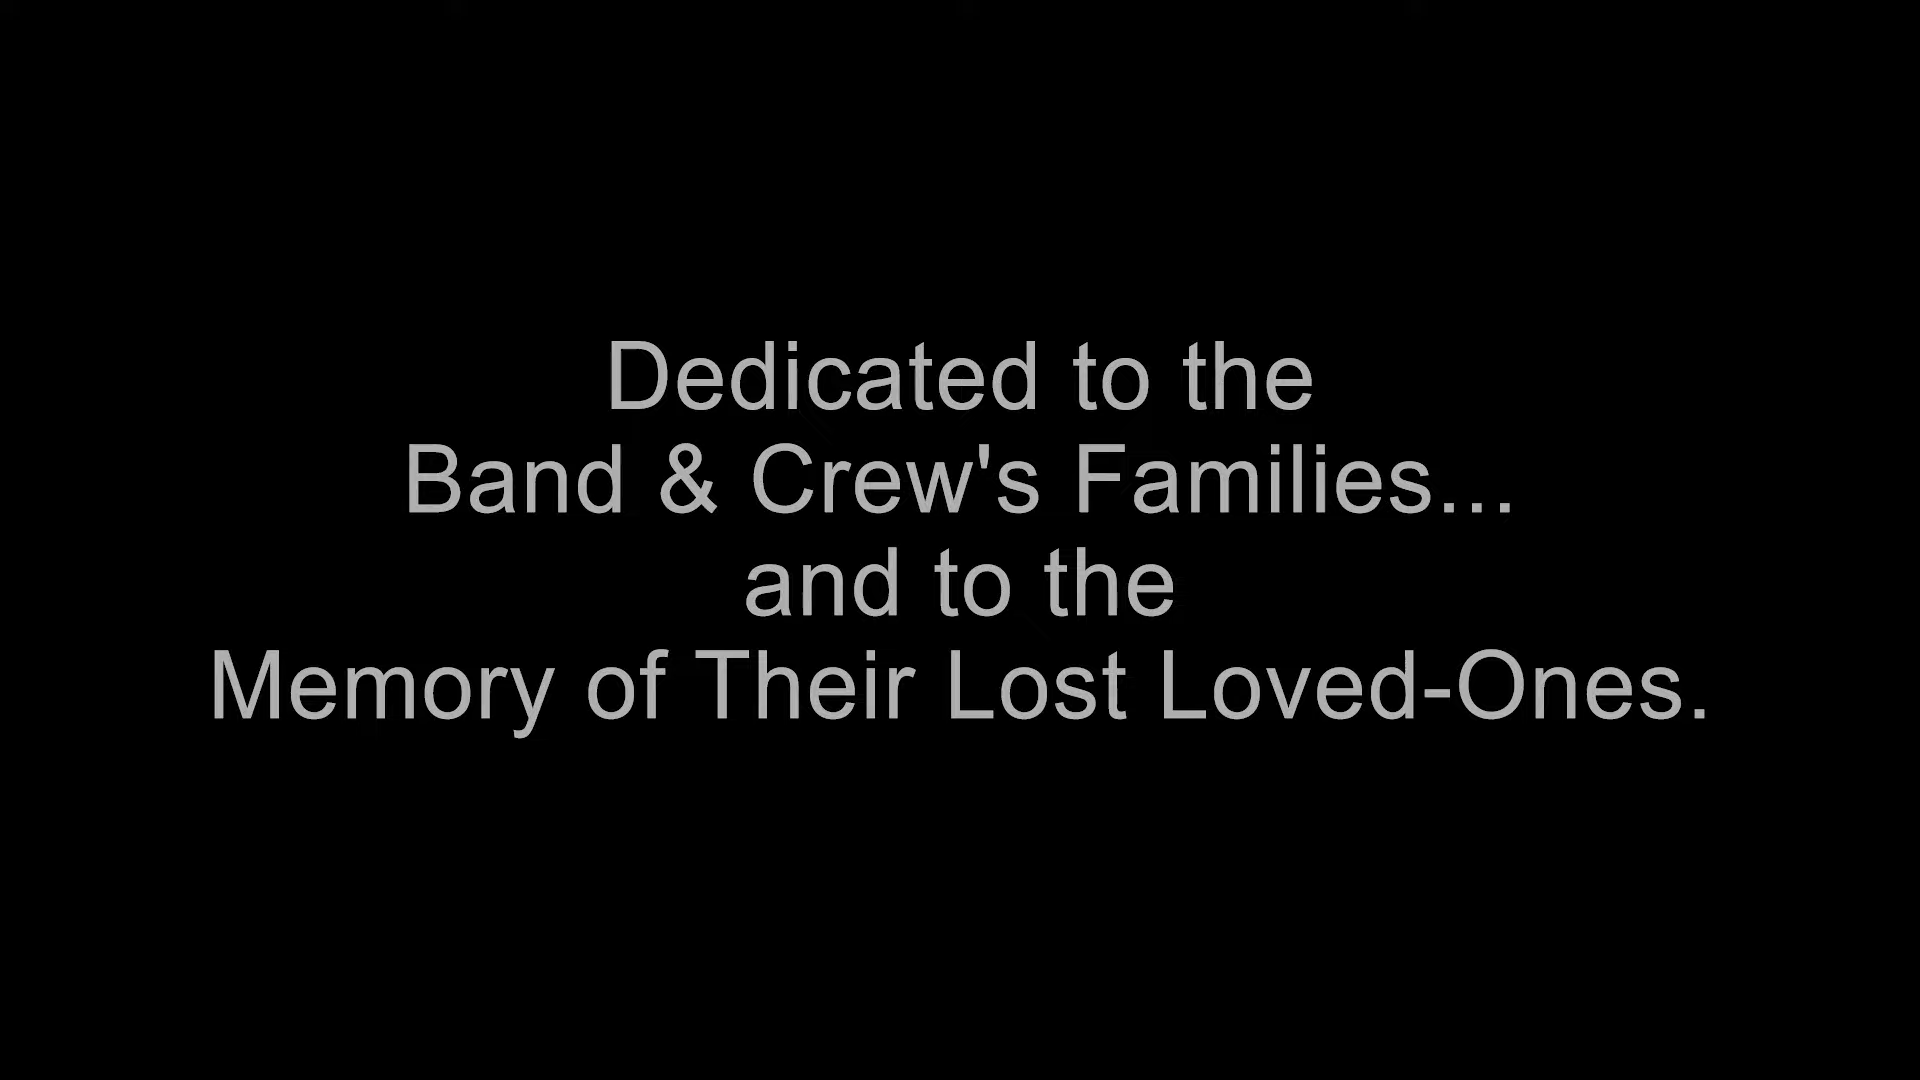 Dedicated to the
Band & Crew's Families...
and to the
Memory of Their Lost Loved-Ones.